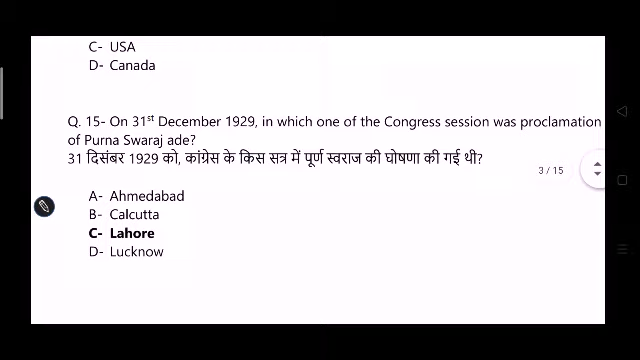 C- USA
D- Canada
Q. 15- On 31st December 1929, in which one of the Congress session was proclamation
of Purna Swaraj ade?
31 दिसंबर 1929 को, कांग्रेस के किस सत्र में पूर्ण स्वराज की घोषणा की गई थी?
3 / 15
A- Ahmedabad
B- Calcutta
C- Lahore
D- Lucknow